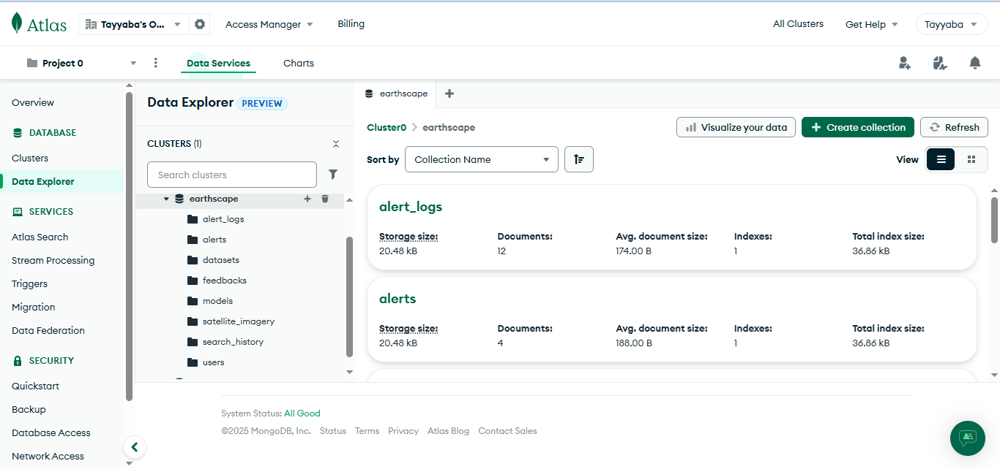 Atlas
Tayyaba's O...
Access Manager
Billing
All Clusters
Get Help
Tayyaba
Project 0
Data Services
Charts
Overview
DATABASE
Clusters
Data Explorer
SERVICES
Atlas Search
Stream Processing
Triggers
Migration
Data Federation
SECURITY
Quickstart
Backup
Database Access
Network Access
Data Explorer PREVIEW
CLUSTERS (1)
Search clusters
earthscape
alert_logs
alerts
datasets
feedbacks
models
satellite_imagery
search_history
users
earthscape
Cluster0 > earthscape
Visualize your data
Create collection
Refresh
Sort by
Collection Name
View
alert_logs
Storage size: Documents: Avg. document size: Indexes: Total index size:
20.48 kB 12 174.00 B 1 36.86 kB
alerts
Storage size: Documents: Avg. document size: Indexes: Total index size:
20.48 kB 4 188.00 B 1 36.86 kB
System Status: All Good
©2025 MongoDB, Inc. Status Terms Privacy Atlas Blog Contact Sales